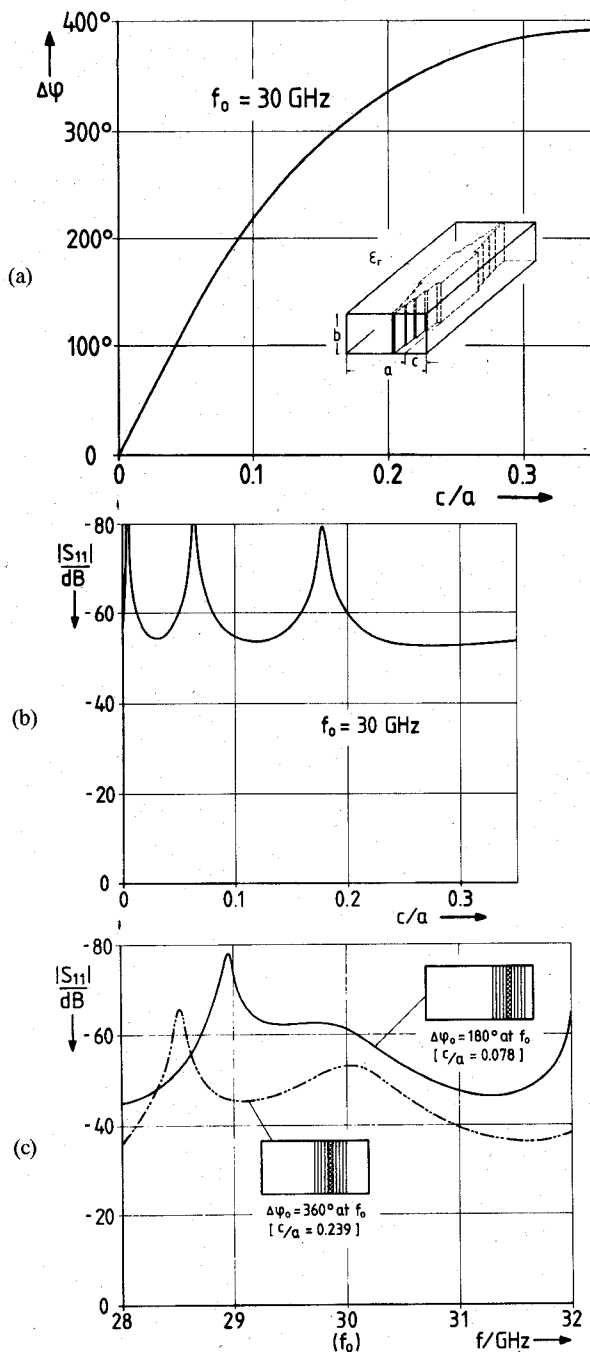 (a)
400°
Δφ
300°
200°
100°
0
f₀ = 30 GHz
εr
b
a
c
0
0.1
0.2
0.3
c/a
(b)
- 80
|S₁₁|
dB
- 60
- 40
- 20
0
f₀ = 30 GHz
0
0.1
0.2
0.3
c/a
(c)
- 80
|S₁₁|
dB
- 60
- 40
- 20
0
Δφ₀ = 180° at f₀
[ c/a = 0.078 ]
Δφ₀ = 360° at f₀
[ c/a = 0.239 ]
28
29
30
31
32
(f₀)
f/GHz